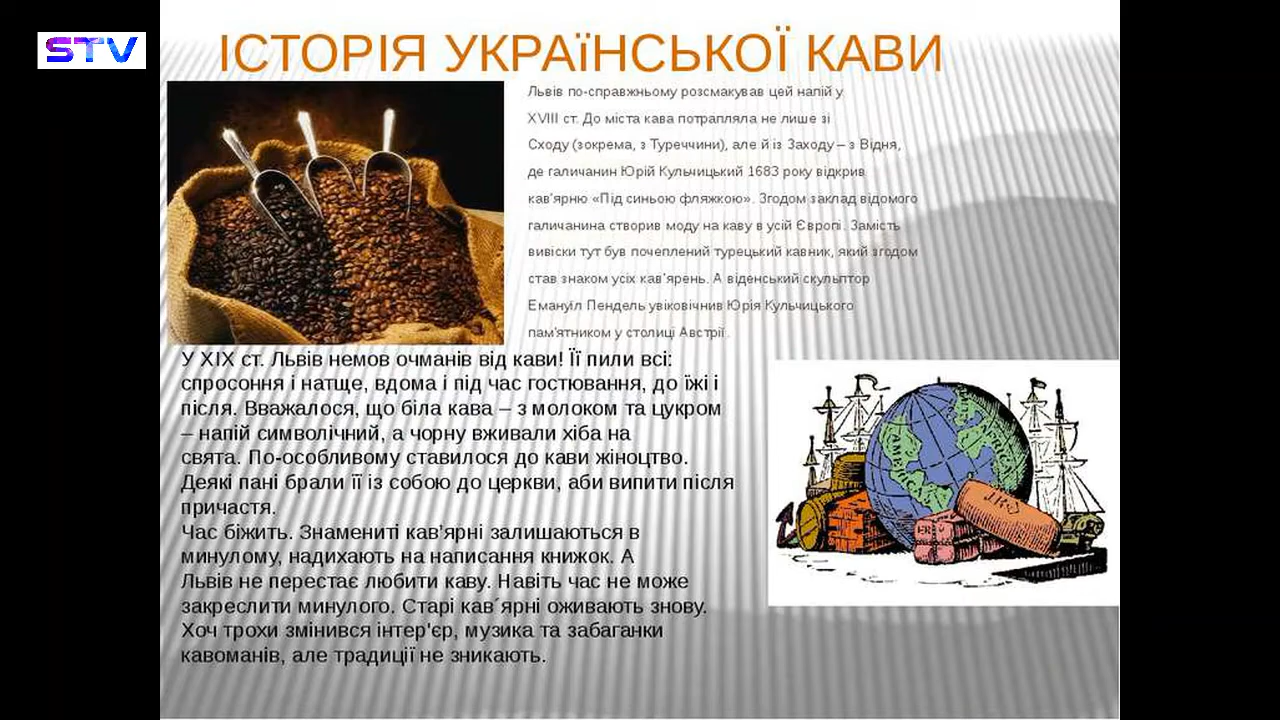 STV
ІСТОРІЯ УКРАїНСЬКОЇ КАВИ
Львів по-справжньому розсмакував цей напій у
XVIII ст. До міста кава потрапляла не лише зі
Сходу (зокрема, з Туреччини), але й із Заходу – з Відня,
де галичанин Юрій Кульчицький 1683 року відкрив
кав'ярню «Під синьою фляжкою». Згодом заклад відомого
галичанина створив моду на каву в усій Європі. Замість
вивіски тут був почеплений турецький кавник, який згодом
став знаком усіх кав'ярень. А віденський скульптор
Емануїл Пендель увіковічнив Юрія Кульчицького
пам'ятником у столиці Австрії.
У XIX ст. Львів немов очманів від кави! Її пили всі:
спросоння і натще, вдома і під час гостювання, до їжі і
після. Вважалося, що біла кава – з молоком та цукром
– напій символічний, а чорну вживали хіба на
свята. По-особливому ставилося до кави жіноцтво.
Деякі пані брали її із собою до церкви, аби випити після
причастя.
Час біжить. Знамениті кав'ярні залишаються в
минулому, надихають на написання книжок. А
Львів не перестає любити каву. Навіть час не може
закреслити минулого. Старі кав´ярні оживають знову.
Хоч трохи змінився інтер'єр, музика та забаганки
кавоманів, але традиції не зникають.